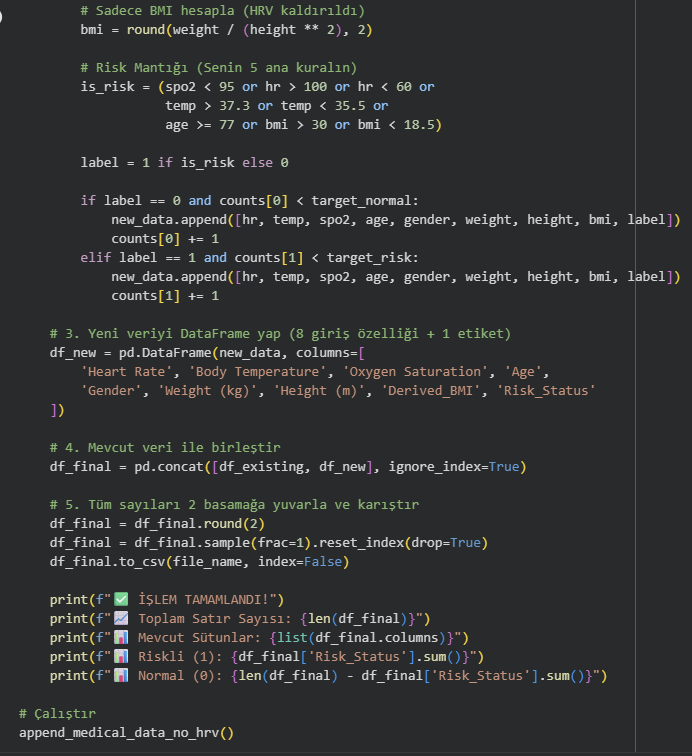 # Sadece BMI hesapla (HRV kaldırıldı)
bmi = round(weight / (height ** 2), 2)
# Risk Mantığı (Senin 5 ana kuralın)
is_risk = (spo2 < 95 or hr > 100 or hr < 60 or
temp > 37.3 or temp < 35.5 or
age >= 77 or bmi > 30 or bmi < 18.5)
label = 1 if is_risk else 0
if label == 0 and counts[0] < target_normal:
new_data.append([hr, temp, spo2, age, gender, weight, height, bmi, label])
counts[0] += 1
elif label == 1 and counts[1] < target_risk:
new_data.append([hr, temp, spo2, age, gender, weight, height, bmi, label])
counts[1] += 1
# 3. Yeni veriyi DataFrame yap (8 giriş özelliği + 1 etiket)
df_new = pd.DataFrame(new_data, columns=[
'Heart Rate', 'Body Temperature', 'Oxygen Saturation', 'Age',
'Gender', 'Weight (kg)', 'Height (m)', 'Derived_BMI', 'Risk_Status'
])
# 4. Mevcut veri ile birleştir
df_final = pd.concat([df_existing, df_new], ignore_index=True)
# 5. Tüm sayıları 2 basamağa yuvarla ve karıştır
df_final = df_final.round(2)
df_final = df_final.sample(frac=1).reset_index(drop=True)
df_final.to_csv(file_name, index=False)
print(f"✅ İŞLEM TAMAMLANDI!")
print(f"📈 Toplam Satır Sayısı: {len(df_final)}")
print(f"📊 Mevcut Sütunlar: {list(df_final.columns)}")
print(f"📊 Riskli (1): {df_final['Risk_Status'].sum()}")
print(f"📊 Normal (0): {len(df_final) - df_final['Risk_Status'].sum()}")
# Çalıştır
append_medical_data_no_hrv()